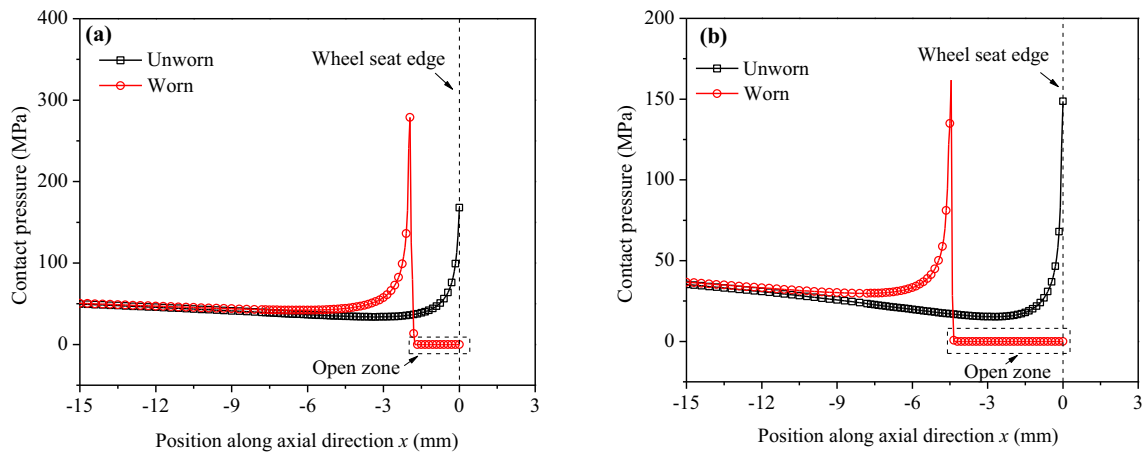 (a)
Unworn
Worn
Wheel seat edge
Open zone
400
300
200
100
0
-15
-12
-9
-6
-3
0
3
Contact pressure (MPa)
Position along axial direction x (mm)
(b)
Unworn
Worn
Wheel seat edge
Open zone
200
150
100
50
0
-15
-12
-9
-6
-3
0
3
Contact pressure (MPa)
Position along axial direction x (mm)